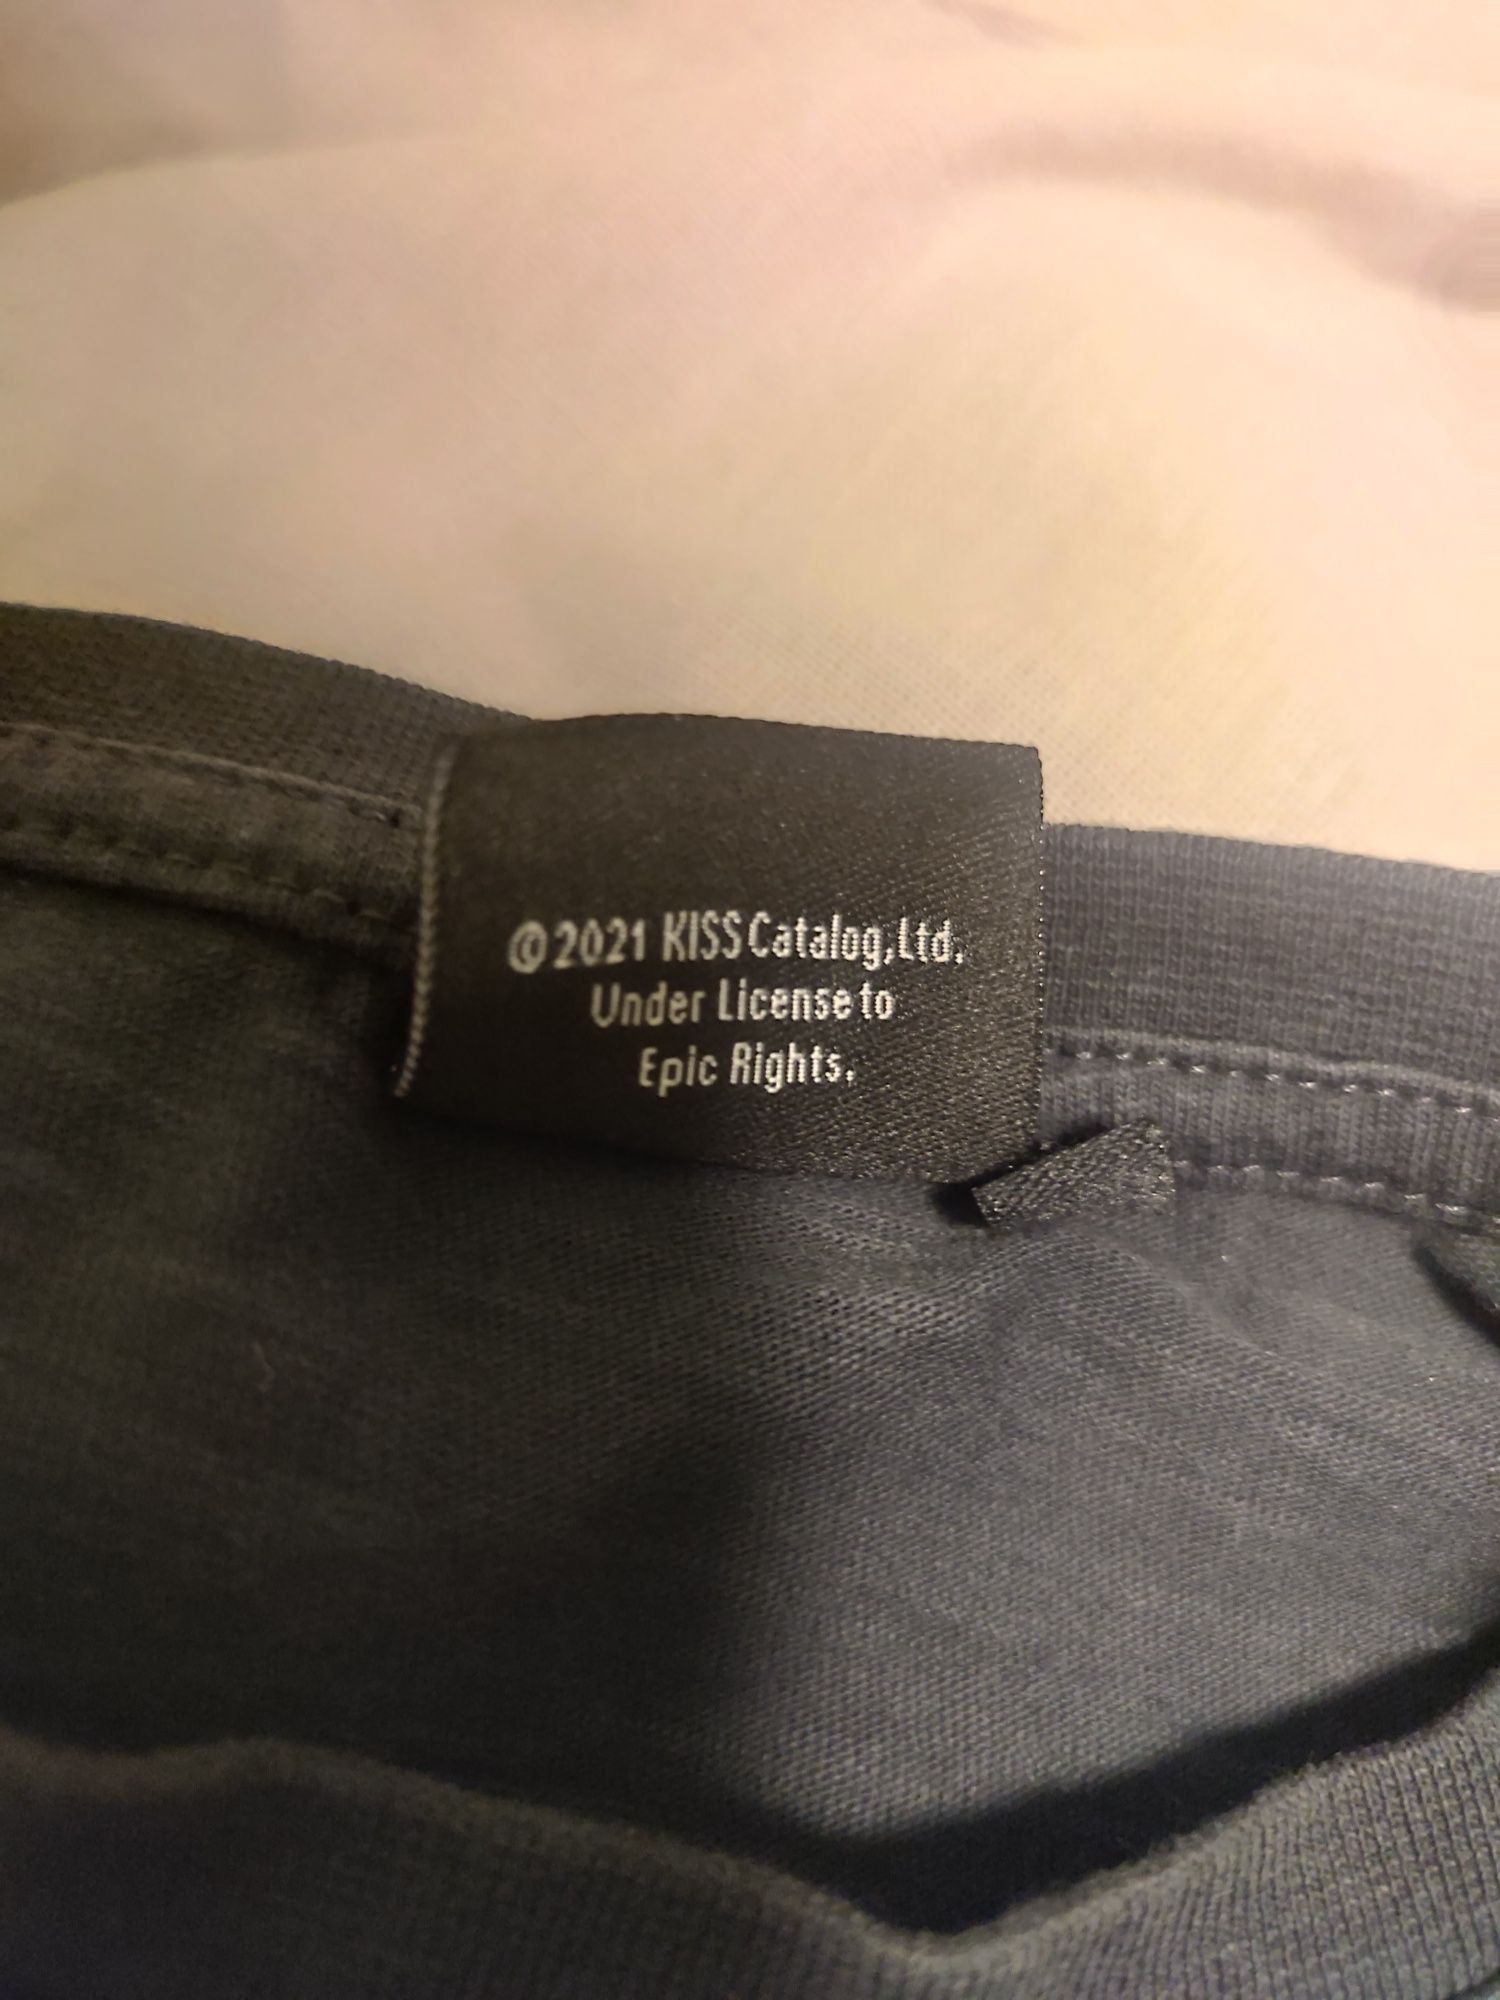 ©2021 KISS Catalog, Ltd.
Under License to
Epic Rights.